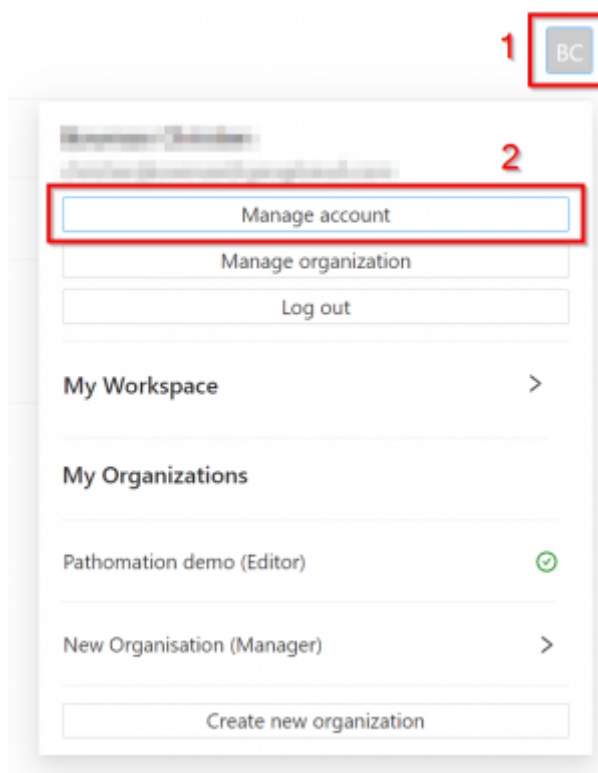 1
BC
2
Manage account
Manage organization
Log out
My Workspace
My Organizations
Pathomation demo (Editor)
New Organisation (Manager)
Create new organization